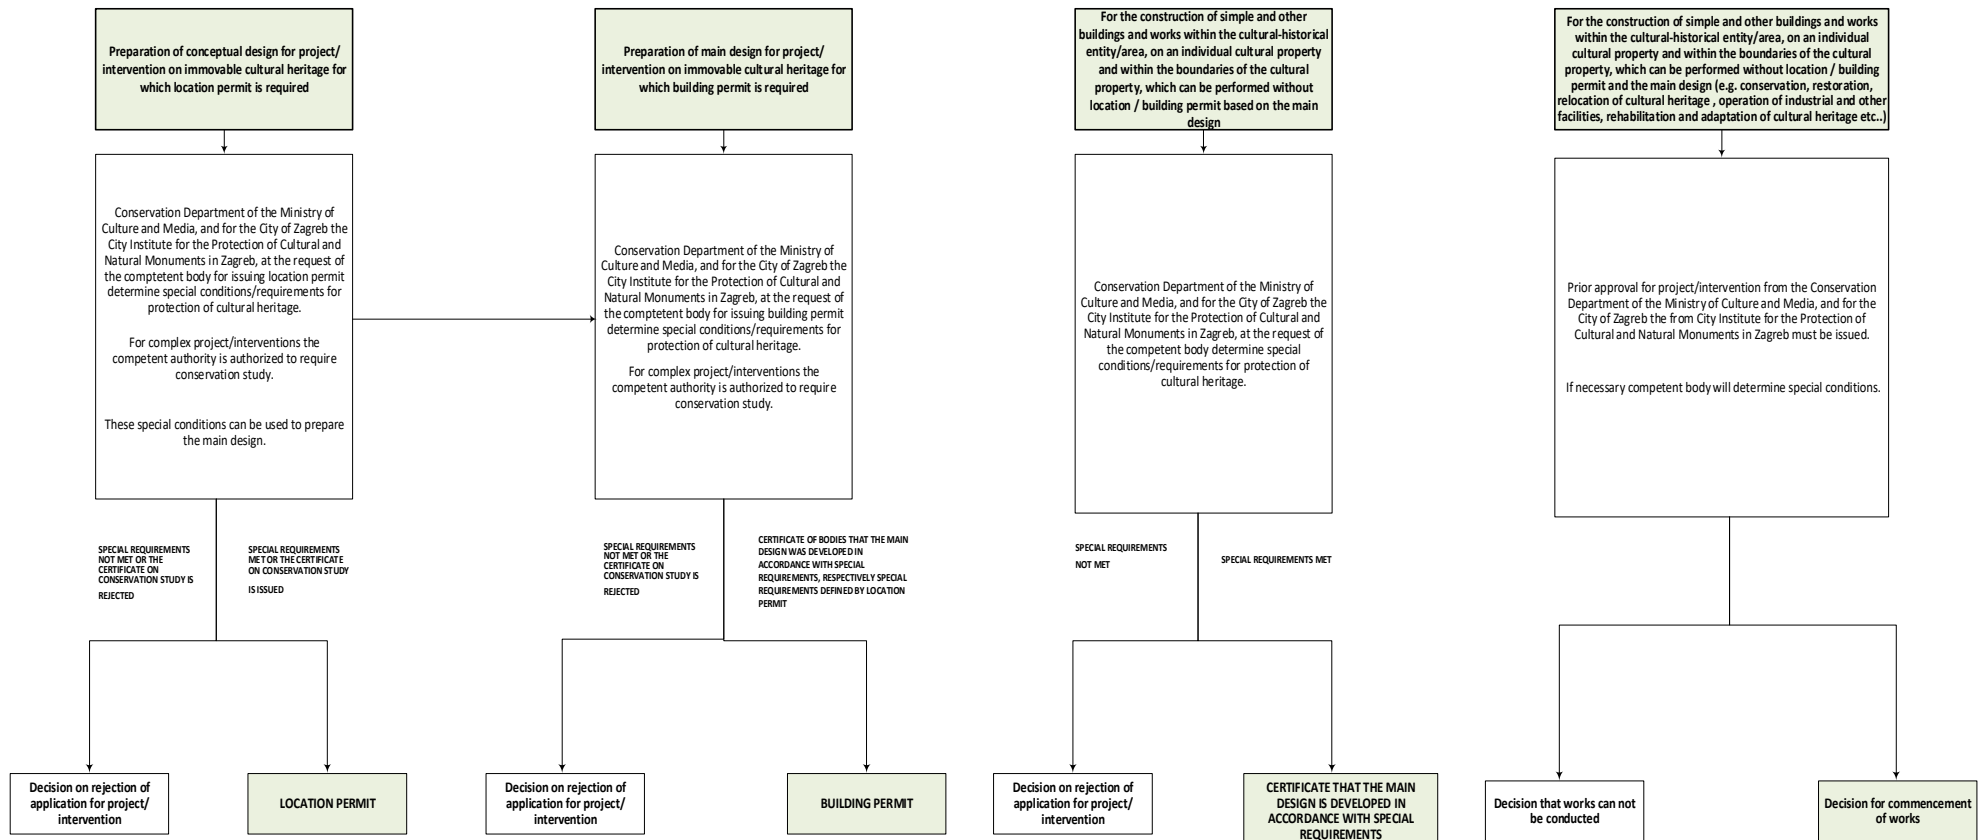 Preparation of conceptual design for project/
intervention on immovable cultural heritage for
which location permit is required
Preparation of main design for project/
intervention on immovable cultural heritage for
which building permit is required
For the construction of simple and other
buildings and works within the cultural-historical
entity/area, on an individual cultural property
and within the boundaries of the cultural
property, which can be performed without
location / building permit based on the main
design
For the construction of simple and other buildings and works
within the cultural-historical entity/area, on an individual
cultural property and within the boundaries of the cultural
property, which can be performed without location / building
permit and the main design (e.g. conservation, restoration,
relocation of cultural heritage , operation of industrial and other
facilities, rehabilitation and adaptation of cultural heritage etc..)
Conservation Department of the Ministry of
Culture and Media, and for the City of Zagreb the
City Institute for the Protection of Cultural and
Natural Monuments in Zagreb, at the request of
the comptetent body for issuing location permit
determine special conditions/requirements for
protection of cultural heritage.
For complex project/interventions the
competent authority is authorized to require
conservation study.
These special conditions can be used to prepare
the main design.
Conservation Department of the Ministry of
Culture and Media, and for the City of Zagreb the
City Institute for the Protection of Cultural and
Natural Monuments in Zagreb, at the request of
the comptetent body for issuing building permit
determine special conditions/requirements for
protection of cultural heritage.
For complex project/interventions the
competent authority is authorized to require
conservation study.
Conservation Department of the Ministry of
Culture and Media, and for the City of Zagreb the
City Institute for the Protection of Cultural and
Natural Monuments in Zagreb, at the request of
the competent body determine special
conditions/requirements for protection of
cultural heritage.
Prior approval for project/intervention from the Conservation
Department of the Ministry of Culture and Media, and for the
City of Zagreb the from City Institute for the Protection of
Cultural and Natural Monuments in Zagreb must be issued.
If necessary competent body will determine special conditions.
SPECIAL REQUIREMENTS
NOT MET OR THE
CERTIFICATE ON
CONSERVATION STUDY IS
REJECTED
SPECIAL REQUIREMENTS
MET OR THE CERTIFICATE
ON CONSERVATION STUDY
IS ISSUED
SPECIAL REQUIREMENTS
NOT MET OR THE
CERTIFICATE ON
CONSERVATION STUDY IS
REJECTED
CERTIFICATE OF BODIES THAT THE MAIN
DESIGN WAS DEVELOPED IN
ACCORDANCE WITH SPECIAL
REQUIREMENTS, RESPECTIVELY SPECIAL
REQUIREMENTS DEFINED BY LOCATION
PERMIT
SPECIAL REQUIREMENTS
NOT MET
SPECIAL REQUIREMENTS MET
Decision on rejection of
application for project/
intervention
LOCATION PERMIT
Decision on rejection of
application for project/
intervention
BUILDING PERMIT
Decision on rejection of
application for project/
intervention
CERTIFICATE THAT THE MAIN
DESIGN IS DEVELOPED IN
ACCORDANCE WITH SPECIAL
REQUIREMENTS
Decision that works can not
be conducted
Decision for commencement
of works